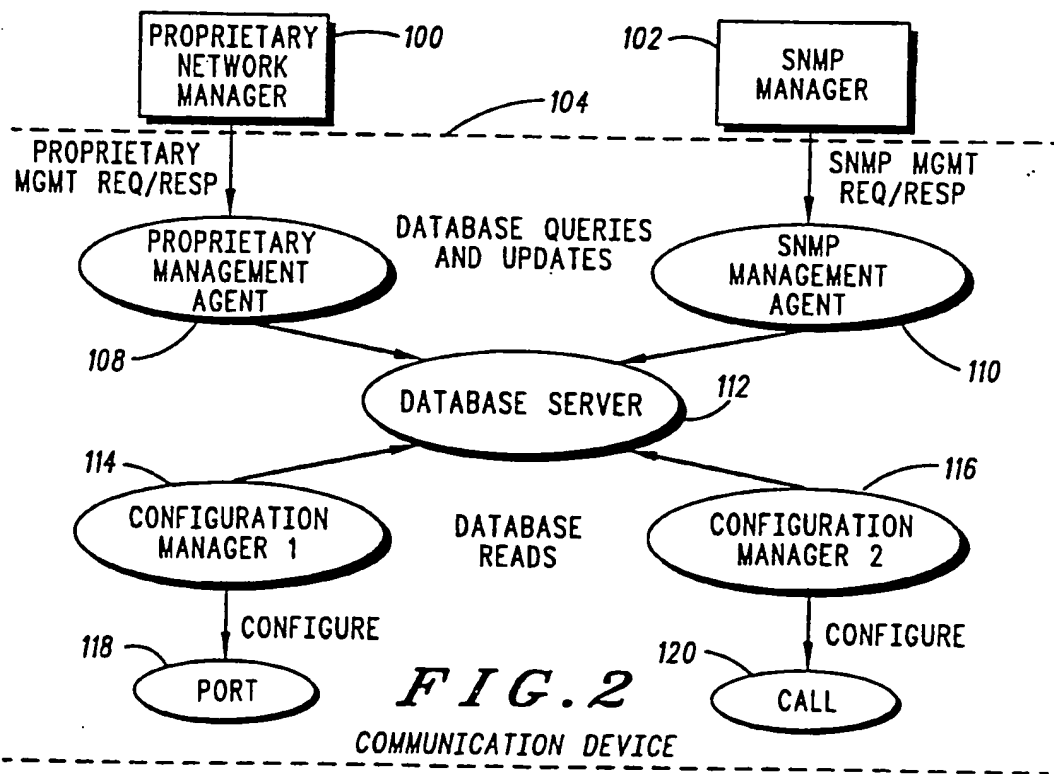 PROPRIETARY
NETWORK
MANAGER
100
102
SNMP
MANAGER
104
PROPRIETARY
MGMT REQ/RESP
SNMP MGMT
REQ/RESP
PROPRIETARY
MANAGEMENT
AGENT
DATABASE QUERIES
AND UPDATES
SNMP
MANAGEMENT
AGENT
108
110
DATABASE SERVER
112
114
116
CONFIGURATION
MANAGER 1
DATABASE
READS
CONFIGURATION
MANAGER 2
CONFIGURE
CONFIGURE
118
PORT
120
CALL
FIG.2
COMMUNICATION DEVICE